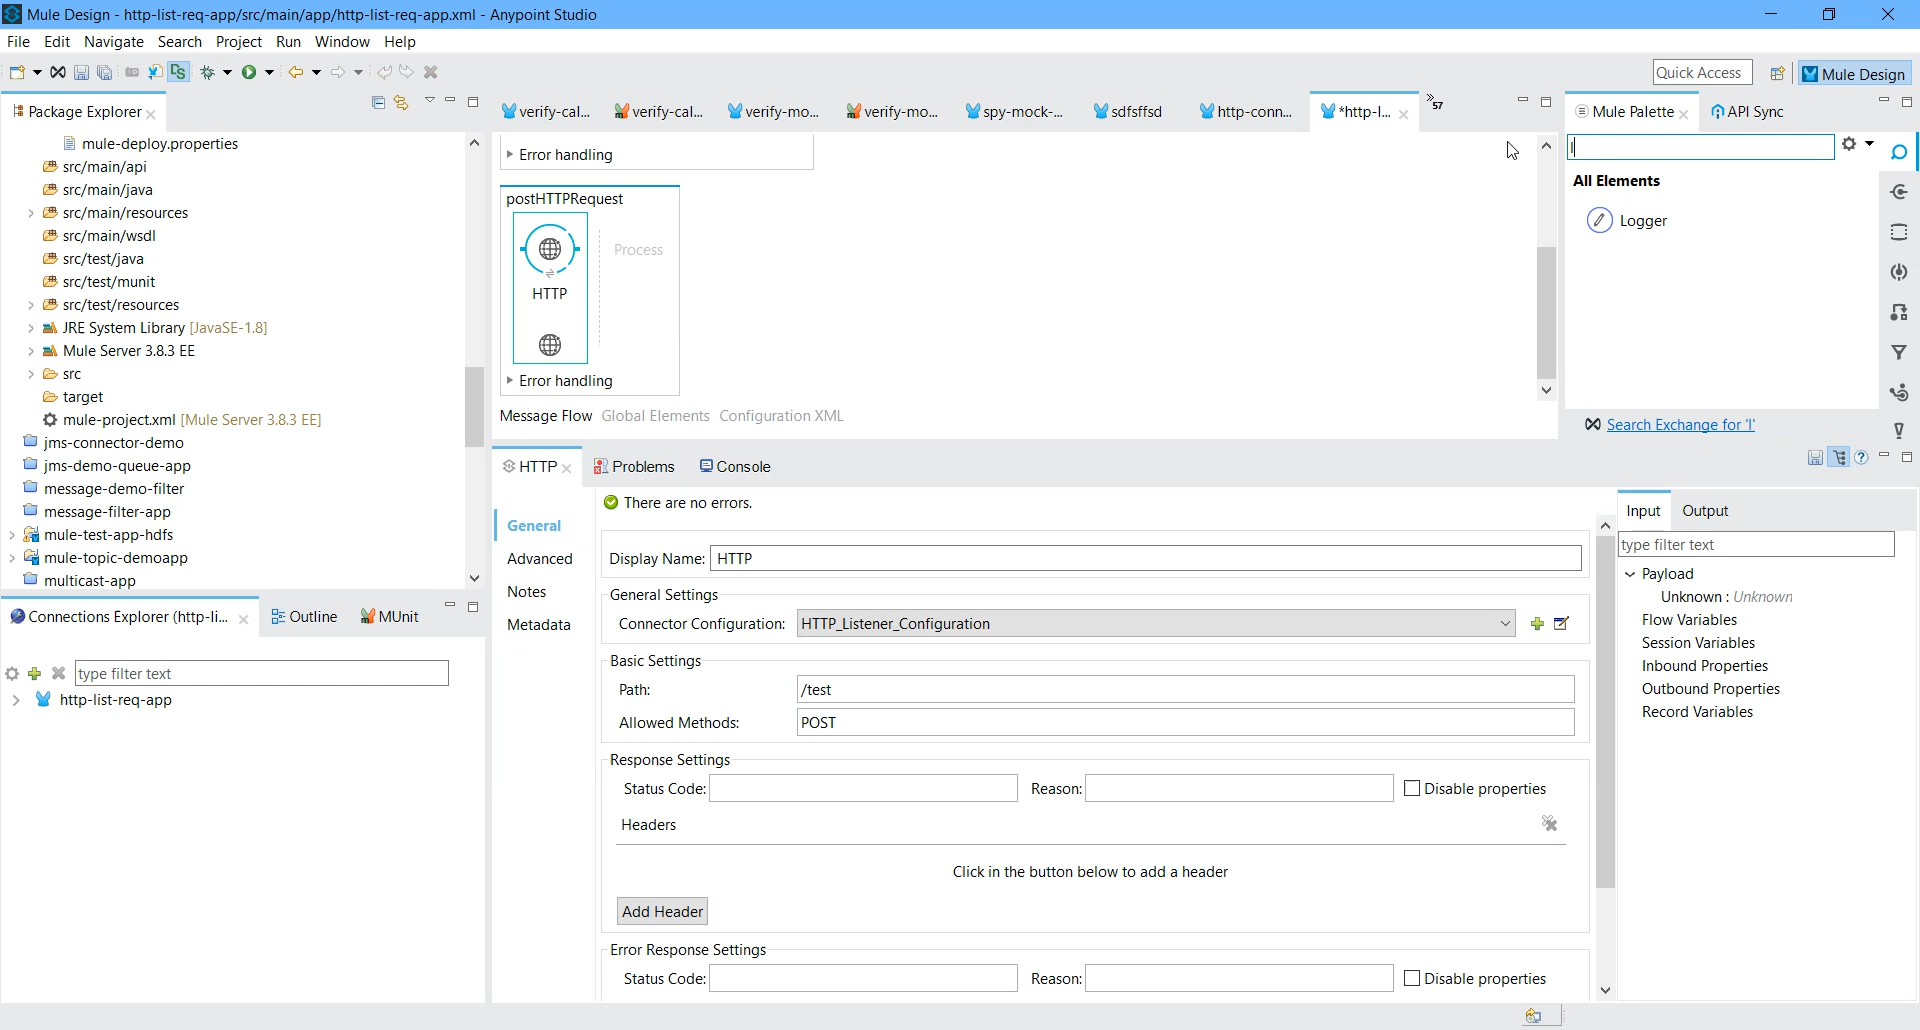 Mule Design - http-list-req-app/src/main/app/http-list-req-app.xml - Anypoint Studio
File Edit Navigate Search Project Run Window Help
Quick Access
Mule Design
Package Explorer
mule-deploy.properties
src/main/api
src/main/java
src/main/resources
src/main/wsdl
src/test/java
src/test/munit
src/test/resources
JRE System Library [JavaSE-1.8]
Mule Server 3.8.3 EE
src
target
mule-project.xml [Mule Server 3.8.3 EE]
jms-connector-demo
jms-demo-queue-app
message-demo-filter
message-filter-app
mule-test-app-hdfs
mule-topic-demoapp
multicast-app
Connections Explorer (http-li...
Outline
MUnit
type filter text
http-list-req-app
verify-cal...
verify-cal...
verify-mo...
verify-mo...
spy-mock-...
sdfsffsd
http-conn...
*http-l...
57
Error handling
postHTTPRequest
HTTP
Process
Error handling
Message Flow Global Elements Configuration XML
HTTP
Problems
Console
There are no errors.
General
Advanced
Notes
Metadata
Display Name: HTTP
General Settings
Connector Configuration: HTTP_Listener_Configuration
Basic Settings
Path: /test
Allowed Methods: POST
Response Settings
Status Code: Reason: Disable properties
Headers
Click in the button below to add a header
Add Header
Error Response Settings
Status Code: Reason: Disable properties
Mule Palette
API Sync
l
All Elements
Logger
Search Exchange for 'l'
Input
Output
type filter text
Payload
Unknown : Unknown
Flow Variables
Session Variables
Inbound Properties
Outbound Properties
Record Variables